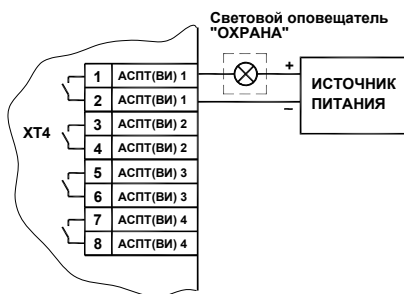 Световой оповещатель
"ОХРАНА"
+
–
ИСТОЧНИК
ПИТАНИЯ
XT4
1 АСПТ(ВИ) 1
2 АСПТ(ВИ) 1
3 АСПТ(ВИ) 2
4 АСПТ(ВИ) 2
5 АСПТ(ВИ) 3
6 АСПТ(ВИ) 3
7 АСПТ(ВИ) 4
8 АСПТ(ВИ) 4